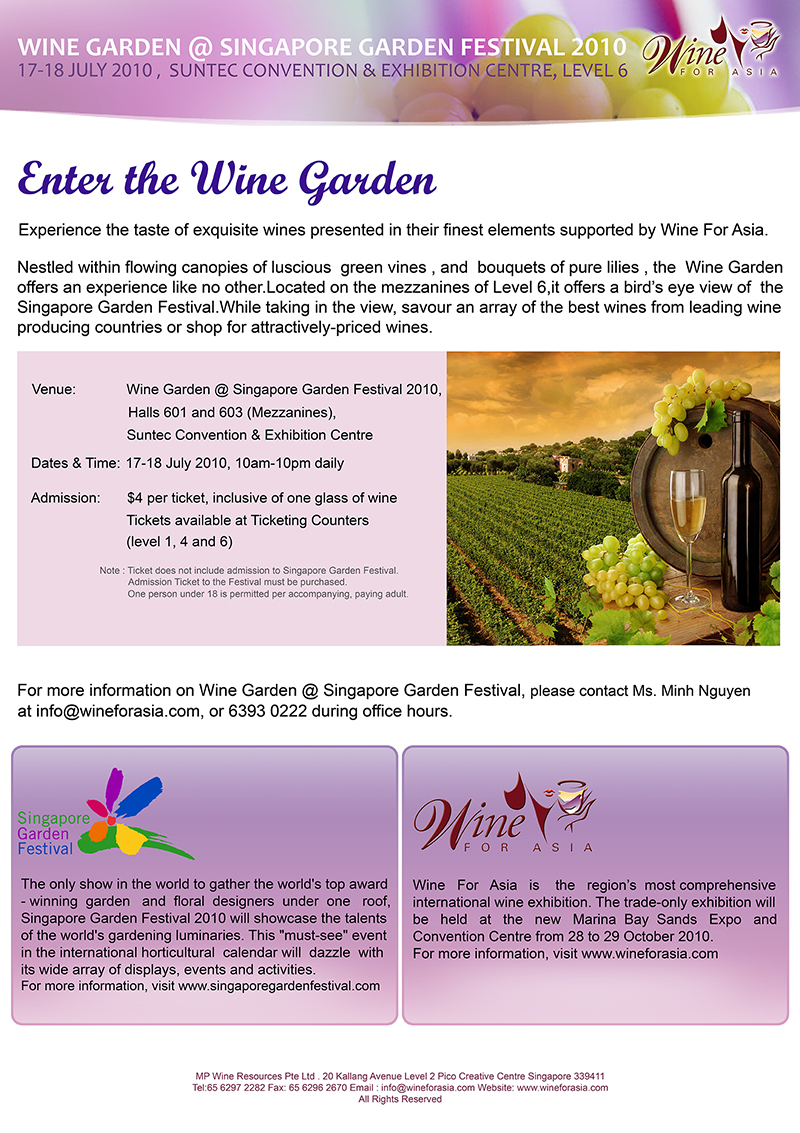 WINE GARDEN @ SINGAPORE GARDEN FESTIVAL 2010
17-18 JULY 2010 , SUNTEC CONVENTION & EXHIBITION CENTRE, LEVEL 6
Wine
FOR ASIA
Enter the Wine Garden
Experience the taste of exquisite wines presented in their finest elements supported by Wine For Asia.
Nestled within flowing canopies of luscious green vines , and bouquets of pure lilies , the Wine Garden
offers an experience like no other.Located on the mezzanines of Level 6,it offers a bird's eye view of the
Singapore Garden Festival.While taking in the view, savour an array of the best wines from leading wine
producing countries or shop for attractively-priced wines.
Venue: Wine Garden @ Singapore Garden Festival 2010,
Halls 601 and 603 (Mezzanines),
Suntec Convention & Exhibition Centre
Dates & Time: 17-18 July 2010, 10am-10pm daily
Admission: $4 per ticket, inclusive of one glass of wine
Tickets available at Ticketing Counters
(level 1, 4 and 6)
Note : Ticket does not include admission to Singapore Garden Festival.
Admission Ticket to the Festival must be purchased.
One person under 18 is permitted per accompanying, paying adult.
For more information on Wine Garden @ Singapore Garden Festival, please contact Ms. Minh Nguyen
at info@wineforasia.com, or 6393 0222 during office hours.
Singapore
Garden
Festival
The only show in the world to gather the world's top award
- winning garden and floral designers under one roof,
Singapore Garden Festival 2010 will showcase the talents
of the world's gardening luminaries. This "must-see" event
in the international horticultural calendar will dazzle with
its wide array of displays, events and activities.
For more information, visit www.singaporegardenfestival.com
Wine
FOR ASIA
Wine For Asia is the region's most comprehensive
international wine exhibition. The trade-only exhibition will
be held at the new Marina Bay Sands Expo and
Convention Centre from 28 to 29 October 2010.
For more information, visit www.wineforasia.com
MP Wine Resources Pte Ltd . 20 Kallang Avenue Level 2 Pico Creative Centre Singapore 339411
Tel:65 6297 2282 Fax: 65 6296 2670 Email : info@wineforasia.com Website: www.wineforasia.com
All Rights Reserved